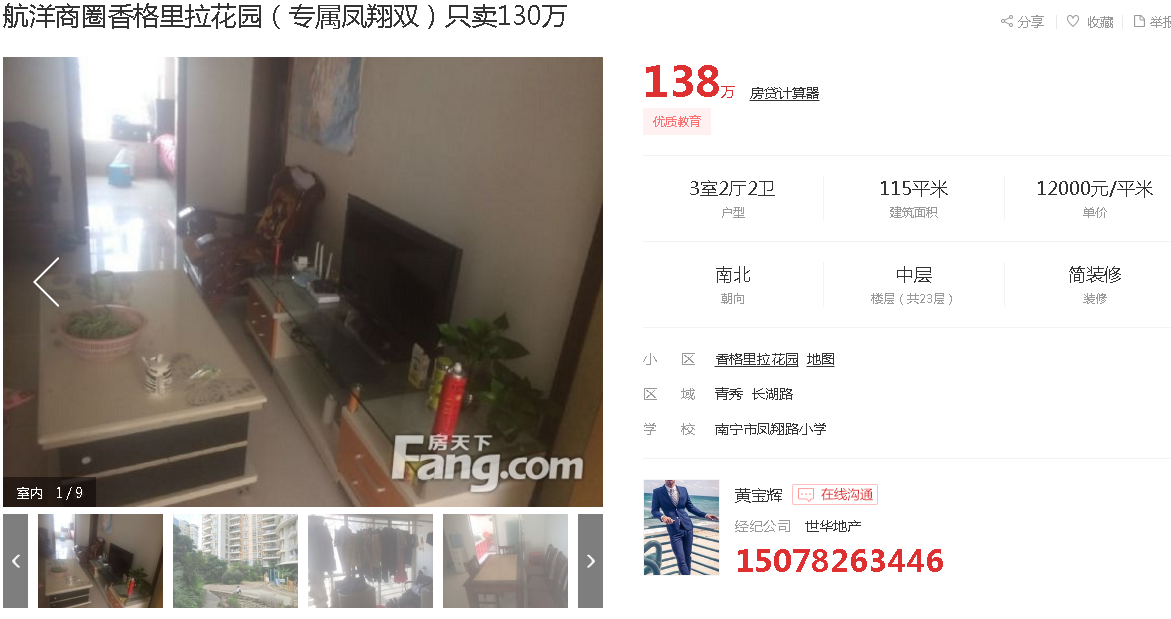 航洋商圈香格里拉花园（专属凤翔双）只卖130万
分享 收藏 举报
138万 房贷计算器
优质教育
3室2厅2卫 115平米 12000元/平米
户型 建筑面积 单价
南北 中层 简装修
朝向 楼层（共23层） 装修
小区 香格里拉花园 地图
区域 青秀 长湖路
学校 南宁市凤翔路小学
房天下
Fang.com
室内 1/9
黄宝辉 在线沟通
经纪公司 世华地产
15078263446